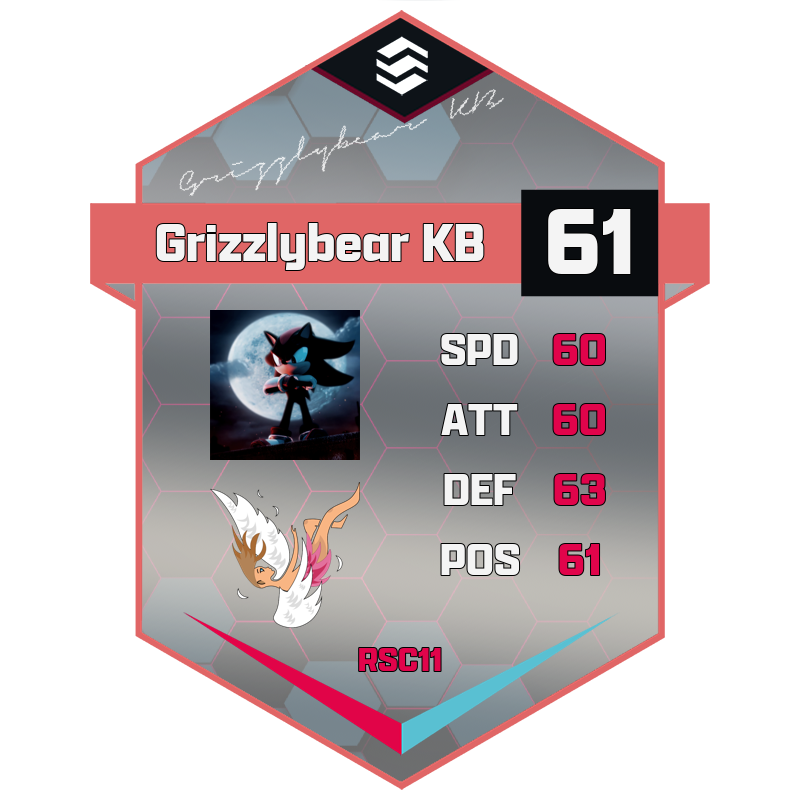 Grizzlybear KB
Grizzlybear KB 61
SPD 60
ATT 60
DEF 63
POS 61
RSC11